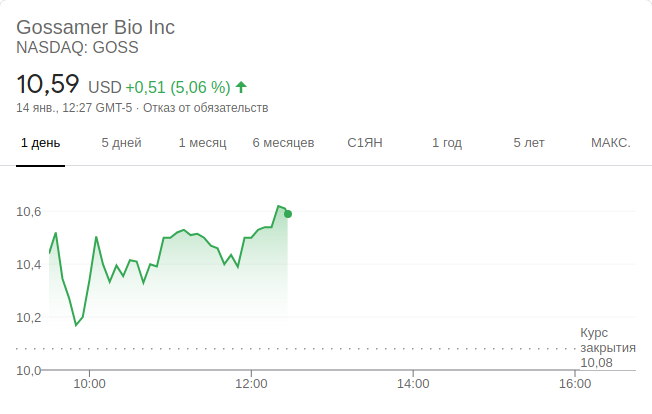 Gossamer Bio Inc
NASDAQ: GOSS
10,59 USD +0,51 (5,06 %)
14 янв., 12:27 GMT-5 · Отказ от обязательств
1 день 5 дней 1 месяц 6 месяцев С1ЯН 1 год 5 лет МАКС.
10,6
10,4
10,2
Курс
закрытия
10,08
10,0
10:00 12:00 14:00 16:00